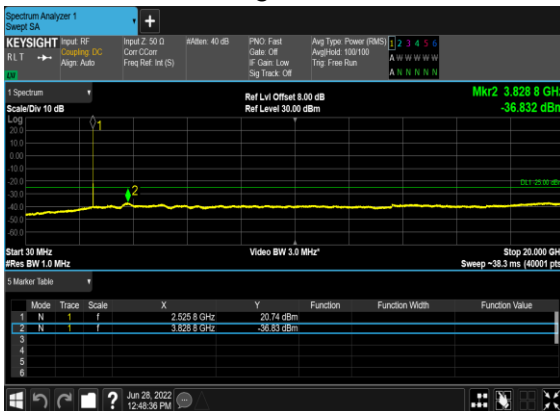 Spectrum Analyzer 1
Swept SA
KEYSIGHT Input: RF Input Z: 50 Ω #Atten: 40 dB PNO: Fast Avg Type: Power (RMS) 1 2 3 4 5 6
RLT Coupling: DC Corr CCorr Gate: Off Avg|Hold: 100/100 A W W W W W
Align: Auto Freq Ref: Int (S) IF Gain: Low Trig: Free Run
Sig Track: Off A N N N N N
1 Spectrum
Scale/Div 10 dB Ref Lvl Offset 8.00 dB Mkr2 3.828 8 GHz
Ref Level 30.00 dBm -36.832 dBm
Log
20.0
10.0
0.00
-10.0
-20.0
-30.0
-40.0
-50.0
-60.0
1
2
DL1 -25.00 dBm
Start 30 MHz Video BW 3.0 MHz* Stop 20.000 GHz
#Res BW 1.0 MHz Sweep ~38.3 ms (40001 pts)
5 Marker Table
Mode Trace Scale X Y Function Function Width Function Value
1 N 1 f 2.525 8 GHz 20.74 dBm
2 N 1 f 3.828 8 GHz -36.83 dBm
3
4
5
6
? Jun 28, 2022
12:48:36 PM